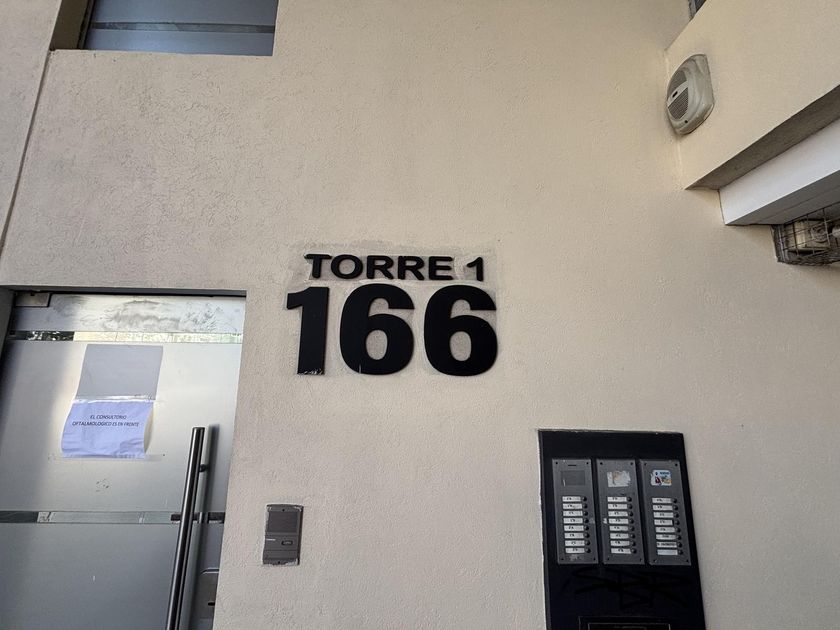 TORRE 1
166
EL CONSULTORIO
OFTALMOLOGICO ES EN FRENTE